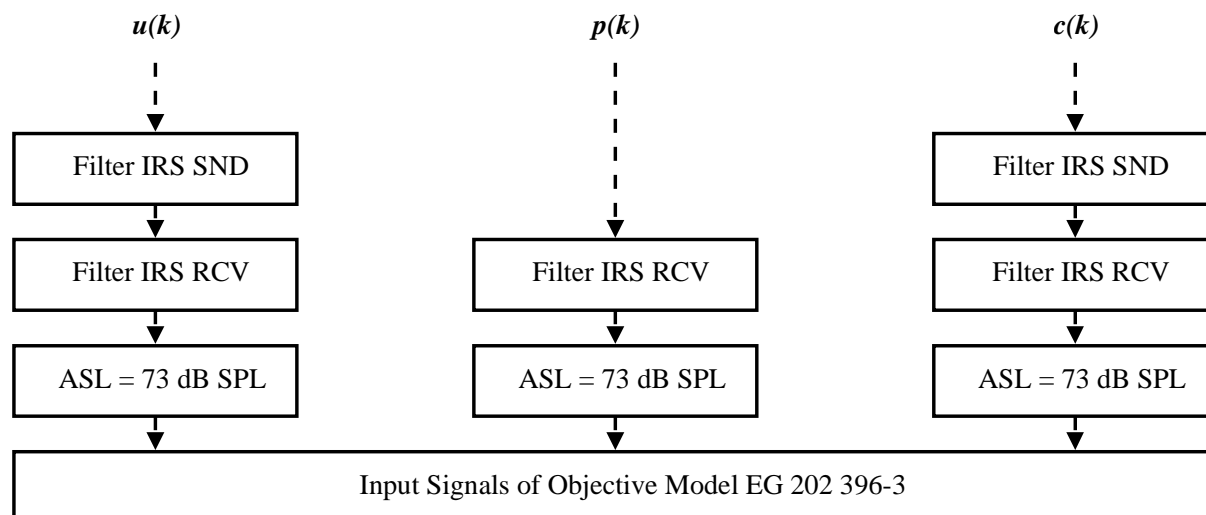 u(k)
p(k)
c(k)
Filter IRS SND
Filter IRS SND
Filter IRS RCV
Filter IRS RCV
Filter IRS RCV
ASL = 73 dB SPL
ASL = 73 dB SPL
ASL = 73 dB SPL
Input Signals of Objective Model EG 202 396-3